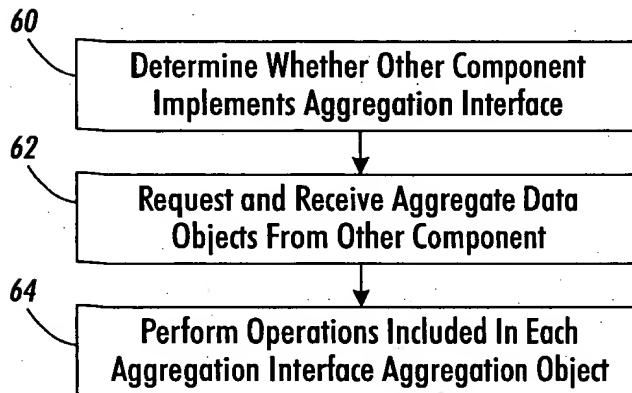 60
Determine Whether Other Component
Implements Aggregation Interface
62
Request and Receive Aggregate Data
Objects From Other Component
64
Perform Operations Included In Each
Aggregation Interface Aggregation Object